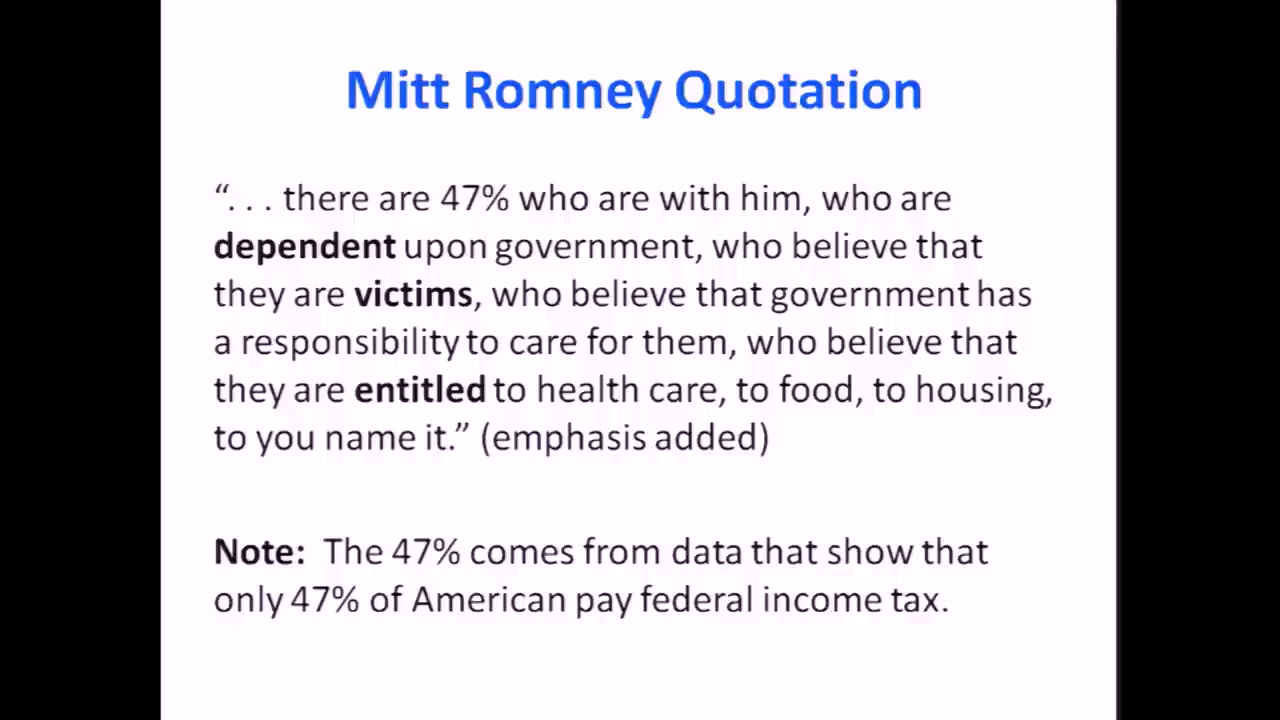 Mitt Romney Quotation
“. . . there are 47% who are with him, who are
dependent upon government, who believe that
they are victims, who believe that government has
a responsibility to care for them, who believe that
they are entitled to health care, to food, to housing,
to you name it.” (emphasis added)
Note:  The 47% comes from data that show that
only 47% of American pay federal income tax.